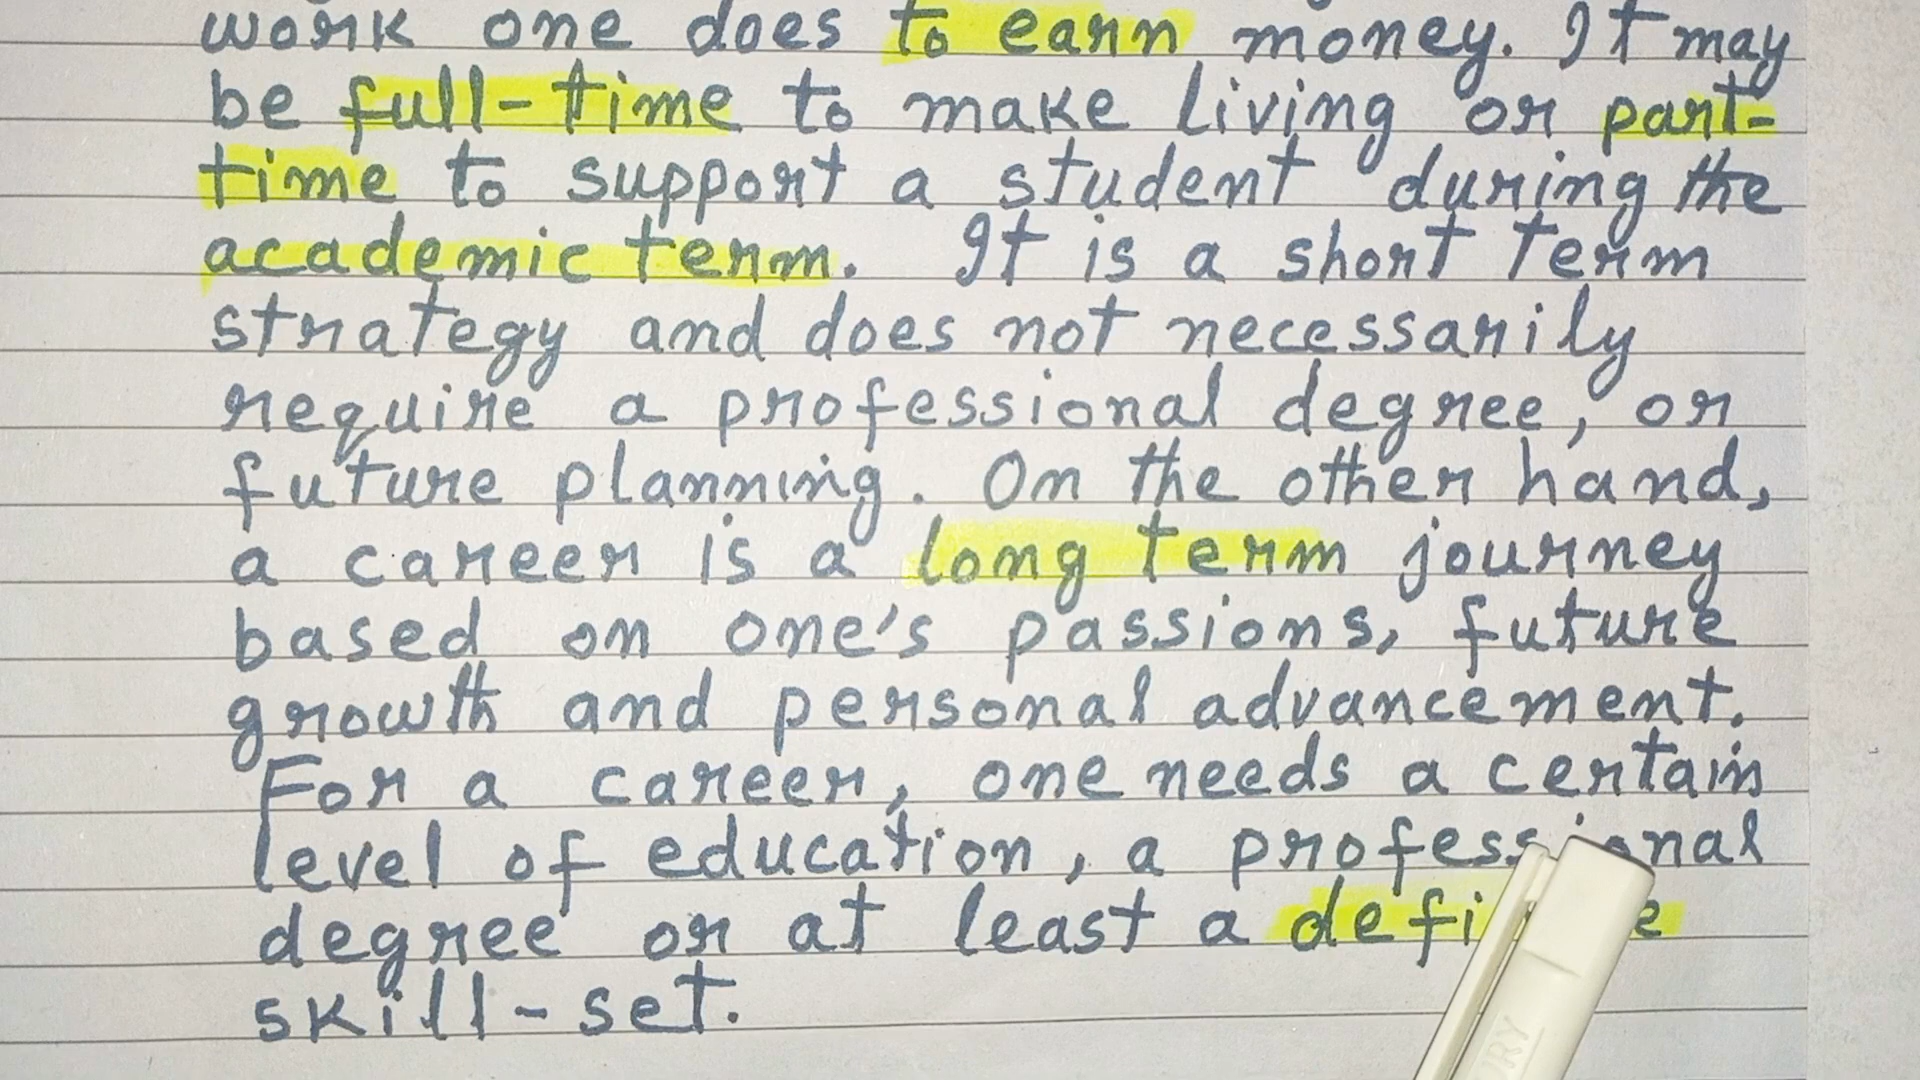 work one does to earn money. It may
be full-time to make living or part-
time to support a student during the
academic term. It is a short term
strategy and does not necessarily
require a professional degree, or
future planning. On the other hand,
a career is a long term journey
based on one's passions, future
growth and personal advancement.
For a career, one needs a certain
level of education, a professional
degree or at least a
skill-set.